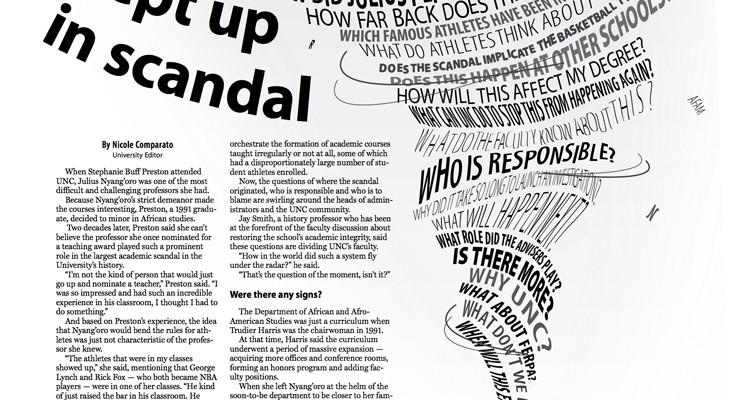 pt up
in scandal
HOW FAR BACK DOES TH
WHICH FAMOUS ATHLETES HAVE BEEN IN
WHAT DO ATHLETES THINK ABOUT
DOES THE SCANDAL IMPLICATE THE BASKETBALL
DOES THIS HAPPEN AT OTHER SCHOOLS
HOW WILL THIS AFFECT MY DEGREE?
WHAT CAN UNC DO TO STOP THIS FROM HAPPENING AGAIN?
WHAT DO THE FACULTY KNOW ABOUT THIS?
WHO IS RESPONSIBLE?
WHY DID IT TAKE SO LONG TO LAUNCH AN INVESTIGATION?
WHAT WILL HAPPEN NEXT?
WHAT ROLE DID THE ADVISERS PLAY?
IS THERE MORE?
WHY UNC?
WHAT ABOUT FERPA?
WHAT DON'T WE
WHEN WILL THIS
AFAM
By Nicole Comparato
University Editor
When Stephanie Buff Preston attended
UNC, Julius Nyang'oro was one of the most
difficult and challenging professors she had.
Because Nyang'oro's strict demeanor made
the courses interesting, Preston, a 1991 gradu-
ate, decided to minor in African studies.
Two decades later, Preston said she can't
believe the professor she once nominated for
a teaching award played such a prominent
role in the largest academic scandal in the
University's history.
"I'm not the kind of person that would just
go up and nominate a teacher," Preston said. "I
was so impressed and had such an incredible
experience in his classroom, I thought I had to
do something."
And based on Preston's experience, the idea
that Nyang'oro would bend the rules for ath-
letes was just not characteristic of the profes-
sor she knew.
"The athletes that were in my classes
showed up," she said, mentioning that George
Lynch and Rick Fox — who both became NBA
players — were in one of her classes. "He kind
of just raised the bar in his classroom. He
orchestrate the formation of academic courses
taught irregularly or not at all, some of which
had a disproportionately large number of stu-
dent athletes enrolled.
Now, the questions of where the scandal
originated, who is responsible and who is to
blame are swirling around the heads of admin-
istrators and the UNC community.
Jay Smith, a history professor who has been
at the forefront of the faculty discussion about
restoring the school's academic integrity, said
these questions are dividing UNC's faculty.
"How in the world did such a system fly
under the radar?" he said.
"That's the question of the moment, isn't it?"
Were there any signs?
The Department of African and Afro-
American Studies was just a curriculum when
Trudier Harris was the chairwoman in 1991.
At that time, Harris said the curriculum
underwent a period of massive expansion —
acquiring more offices and conference rooms,
forming an honors program and adding fac-
ulty positions.
When she left Nyang'oro at the helm of the
soon-to-be department to be closer to her fam-